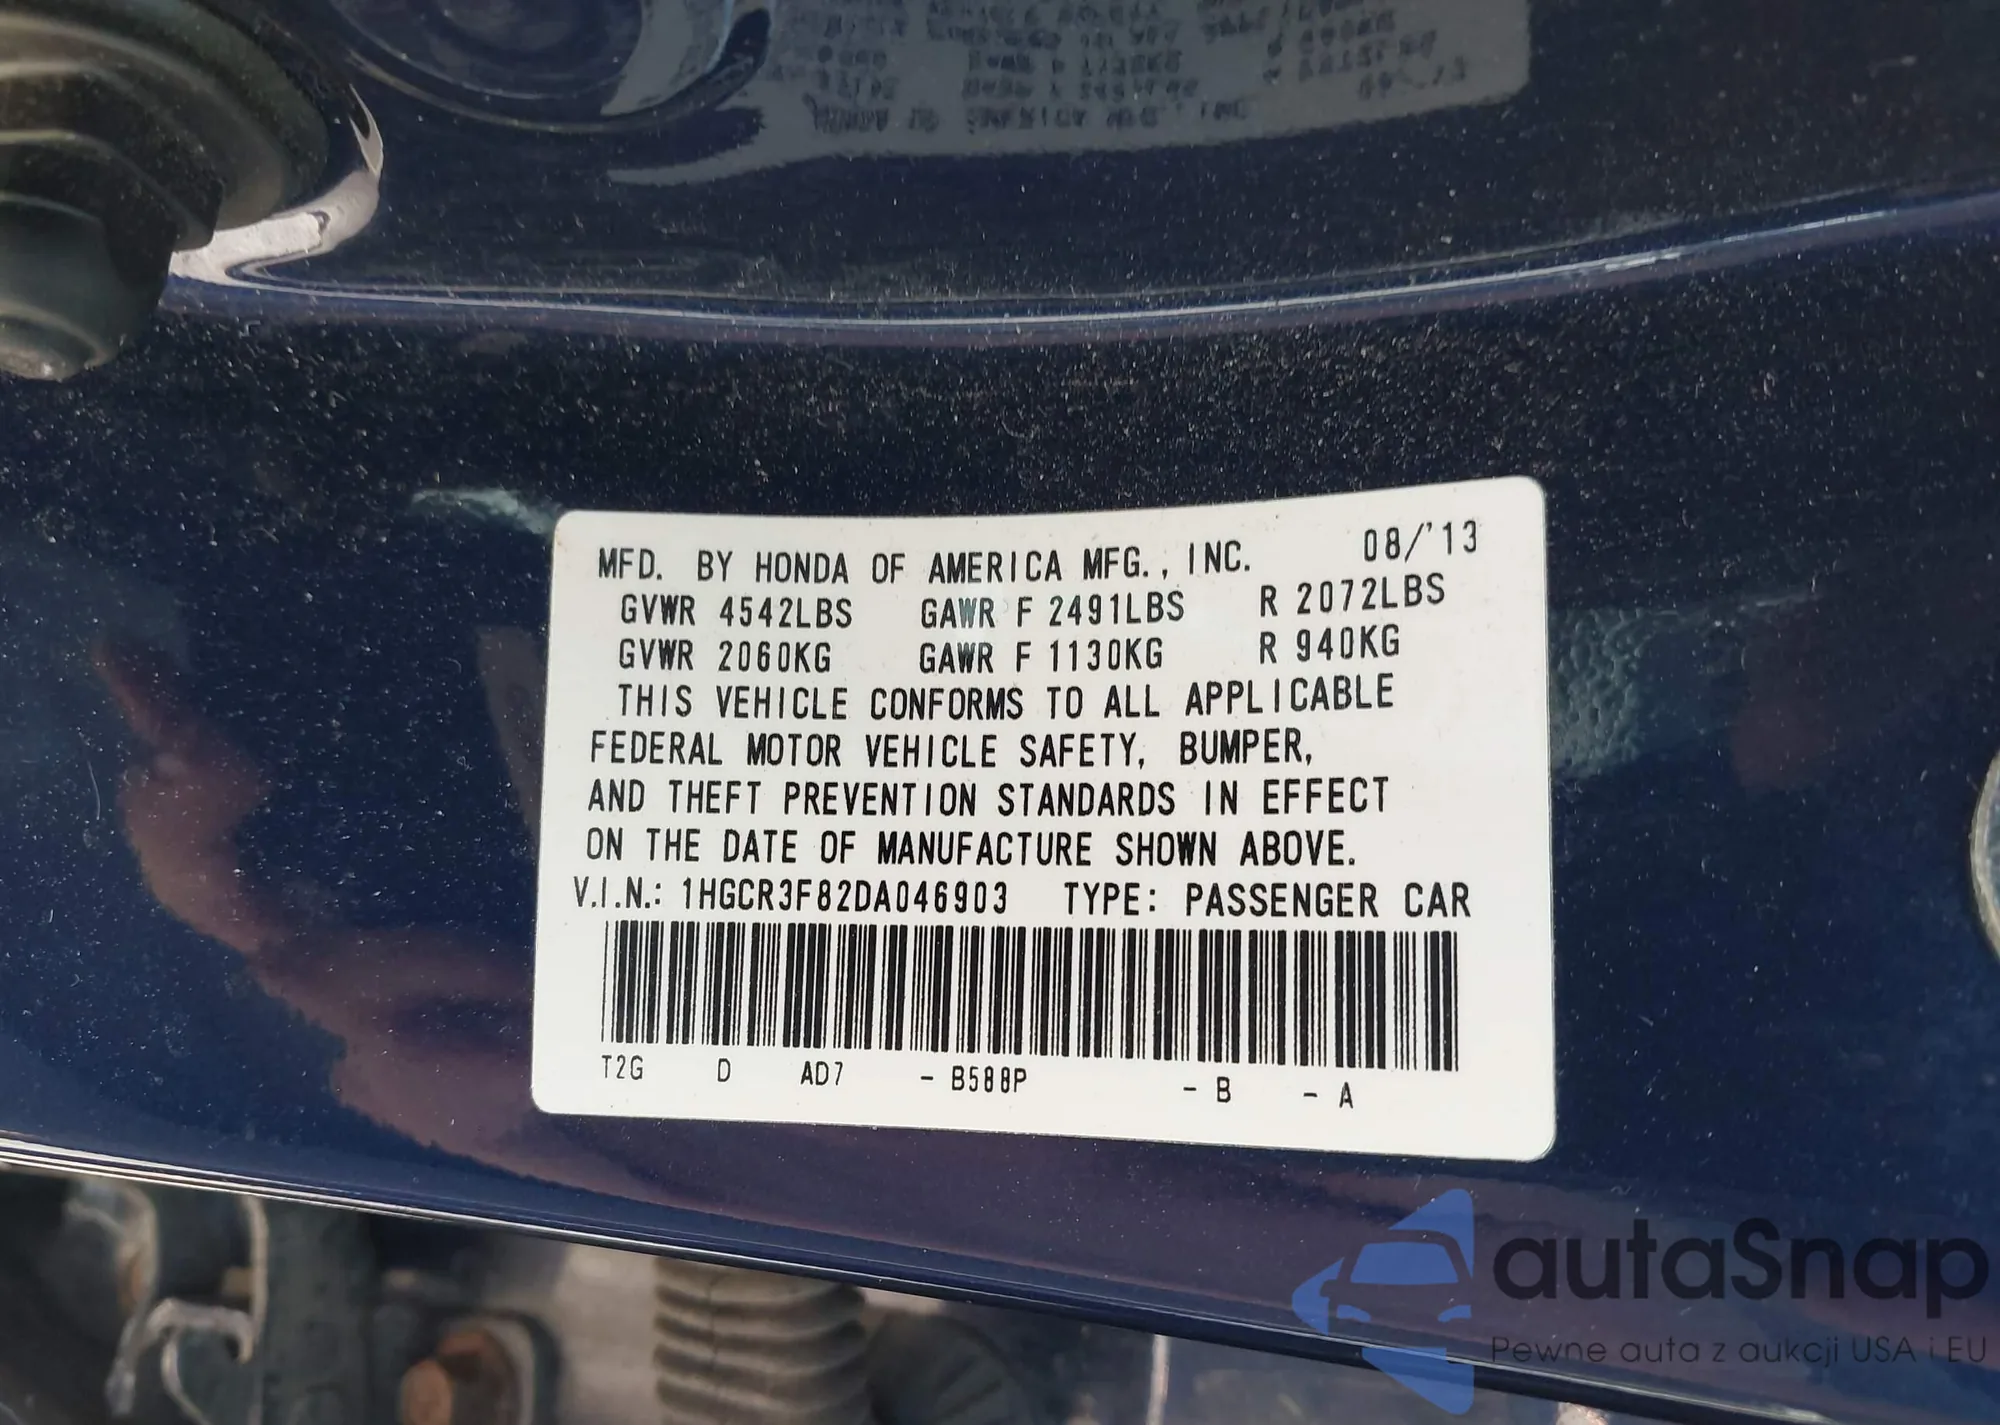 MFD. BY HONDA OF AMERICA MFG., INC. 08/'13
GVWR 4542LBS GAWR F 2491LBS R 2072LBS
GVWR 2060KG GAWR F 1130KG R 940KG
THIS VEHICLE CONFORMS TO ALL APPLICABLE
FEDERAL MOTOR VEHICLE SAFETY, BUMPER,
AND THEFT PREVENTION STANDARDS IN EFFECT
ON THE DATE OF MANUFACTURE SHOWN ABOVE.
V.I.N.: 1HGCR3F82DA046903 TYPE: PASSENGER CAR
T2G D AD7 - B588P - B - A
autaSnap
Pewne auta z aukcji USA i EU